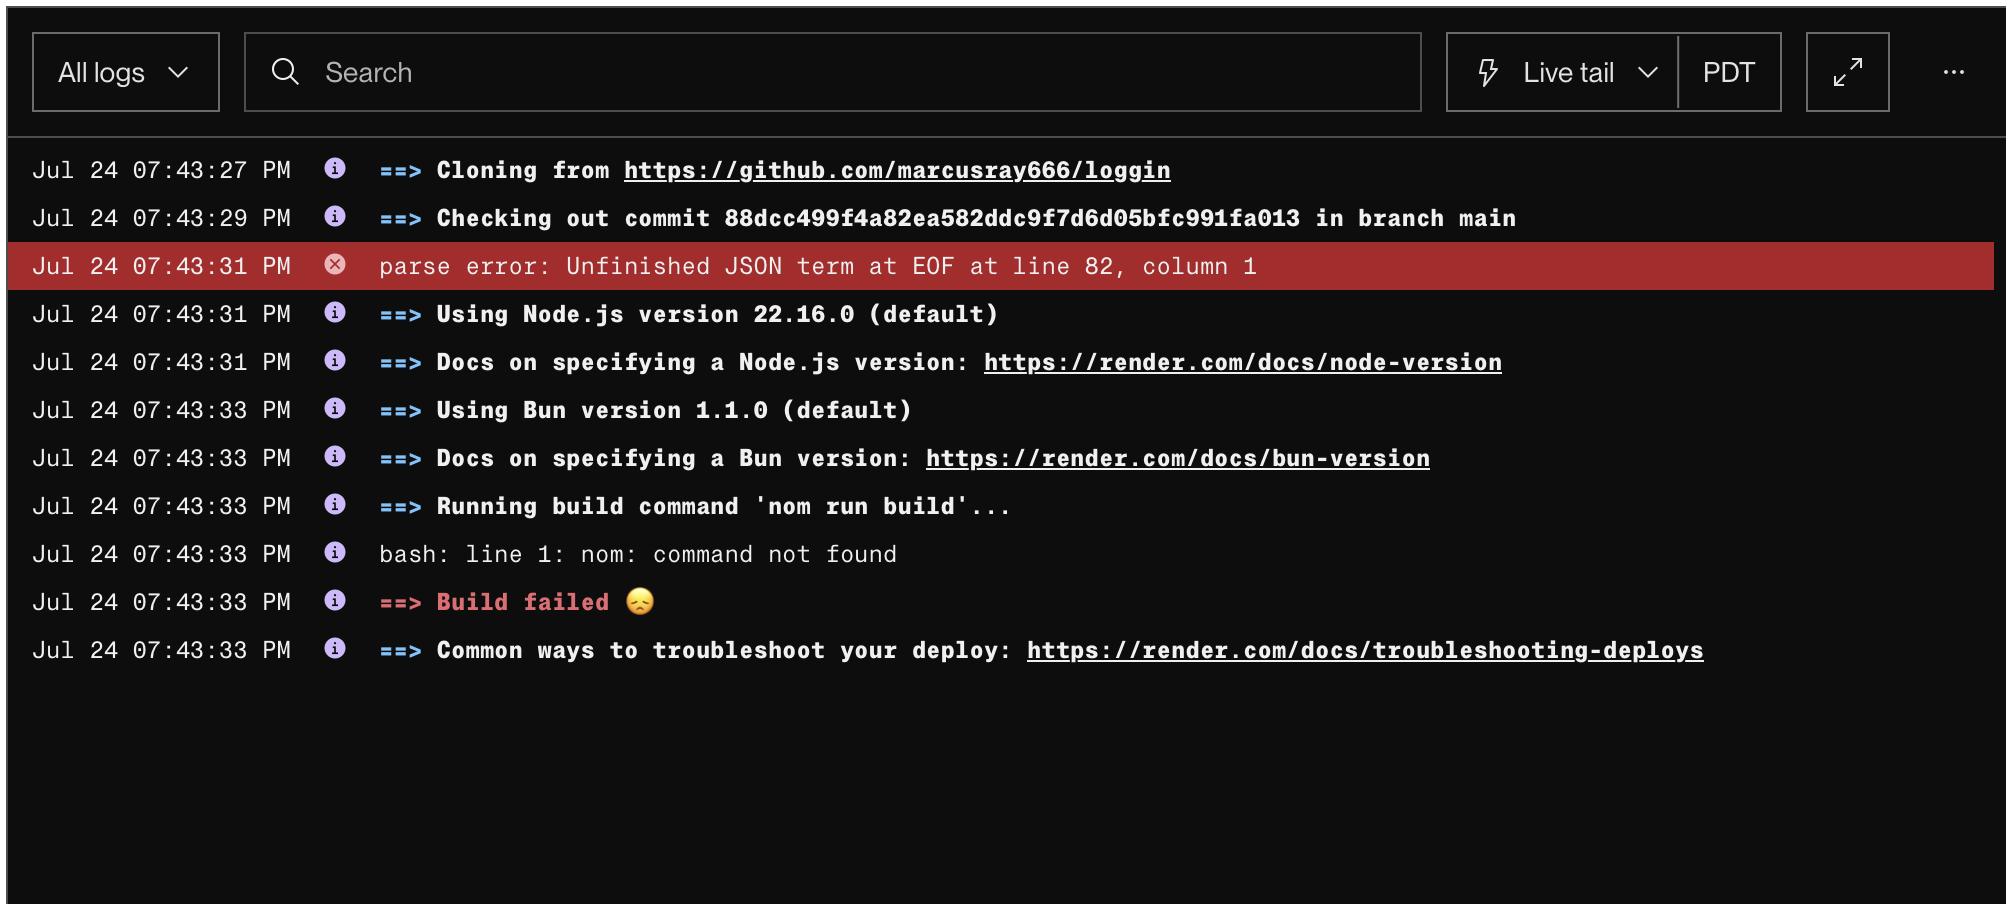 All logs Search Live tail PDT ...
Jul 24 07:43:27 PM ==> Cloning from https://github.com/marcusray666/loggin
Jul 24 07:43:29 PM ==> Checking out commit 88dcc499f4a82ea582ddc9f7d6d05bfc991fa013 in branch main
Jul 24 07:43:31 PM parse error: Unfinished JSON term at EOF at line 82, column 1
Jul 24 07:43:31 PM ==> Using Node.js version 22.16.0 (default)
Jul 24 07:43:31 PM ==> Docs on specifying a Node.js version: https://render.com/docs/node-version
Jul 24 07:43:33 PM ==> Using Bun version 1.1.0 (default)
Jul 24 07:43:33 PM ==> Docs on specifying a Bun version: https://render.com/docs/bun-version
Jul 24 07:43:33 PM ==> Running build command 'nom run build'...
Jul 24 07:43:33 PM bash: line 1: nom: command not found
Jul 24 07:43:33 PM ==> Build failed 😞
Jul 24 07:43:33 PM ==> Common ways to troubleshoot your deploy: https://render.com/docs/troubleshooting-deploys